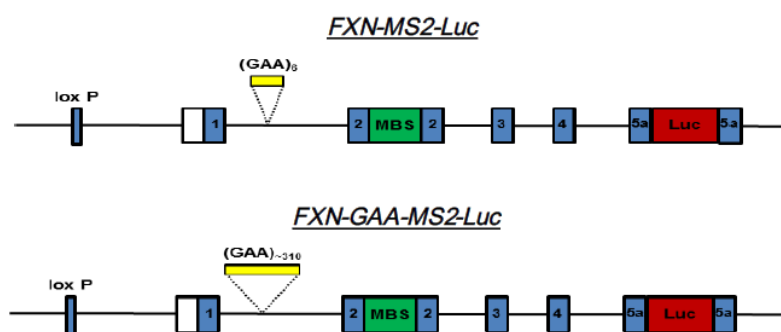 FXN-MS2-Luc
(GAA)6
lox P
1 2 MBS 2 3 4 5a Luc 5a
FXN-GAA-MS2-Luc
(GAA)~310
lox P
1 2 MBS 2 3 4 5a Luc 5a